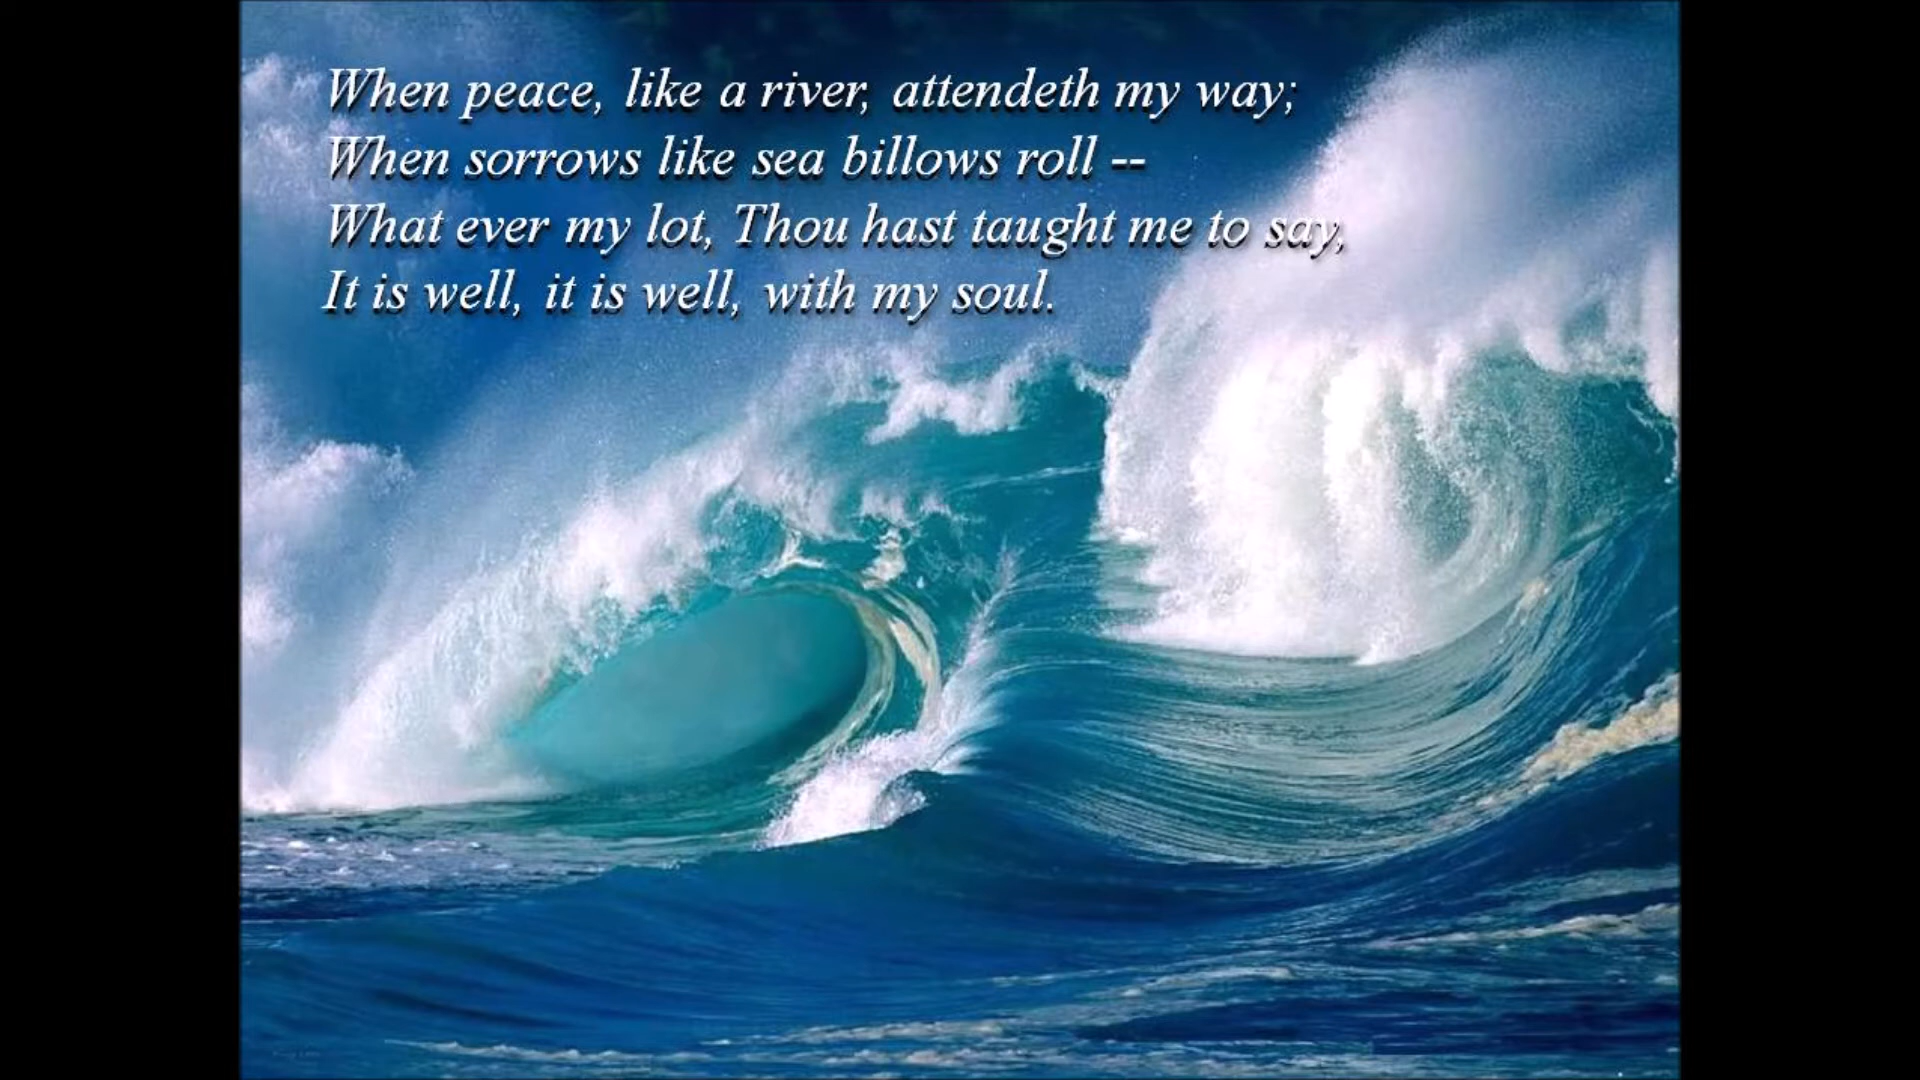 When peace, like a river, attendeth my way;
When sorrows like sea billows roll --
What ever my lot, Thou hast taught me to say,
It is well, it is well, with my soul.